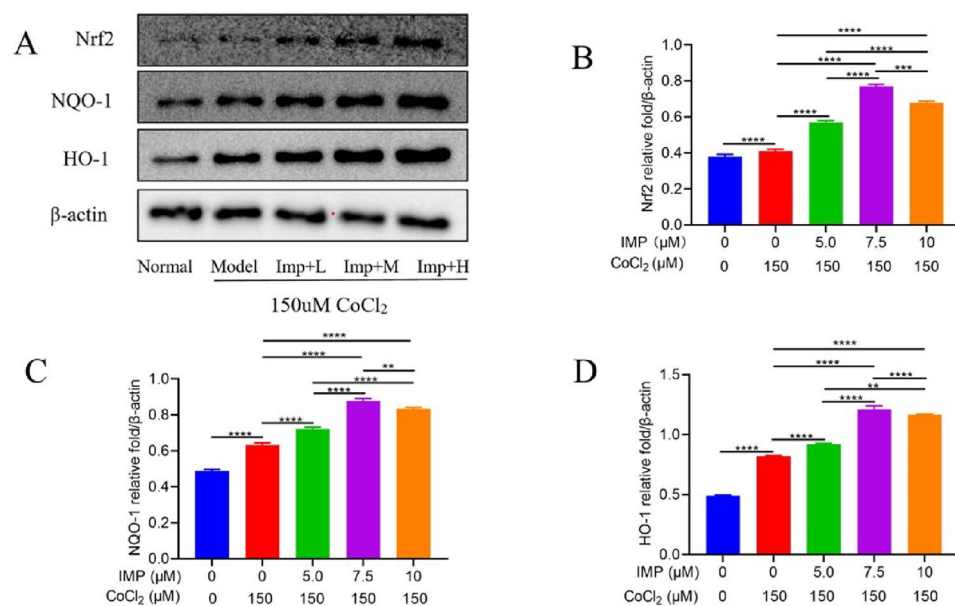 A
Nrf2
NQO-1
HO-1
β-actin
Normal Model Imp+L Imp+M Imp+H
150uM CoCl₂
B
****
****
**** ****
**** ***
****
Nrf2 relative fold/β-actin
1.0
0.8
0.6
0.4
0.2
0.0
IMP (μM) 0 0 5.0 7.5 10
CoCl₂ (μM) 0 150 150 150 150
C
****
****
**
****
****
**** ****
NQO-1 relative fold/β-actin
1.0
0.8
0.6
0.4
0.2
0.0
IMP (μM) 0 0 5.0 7.5 10
CoCl₂ (μM) 0 150 150 150 150
D
****
****
****
**
****
**** ****
HO-1 relative fold/β-actin
1.5
1.0
0.5
0.0
IMP (μM) 0 0 5.0 7.5 10
CoCl₂ (μM) 0 150 150 150 150